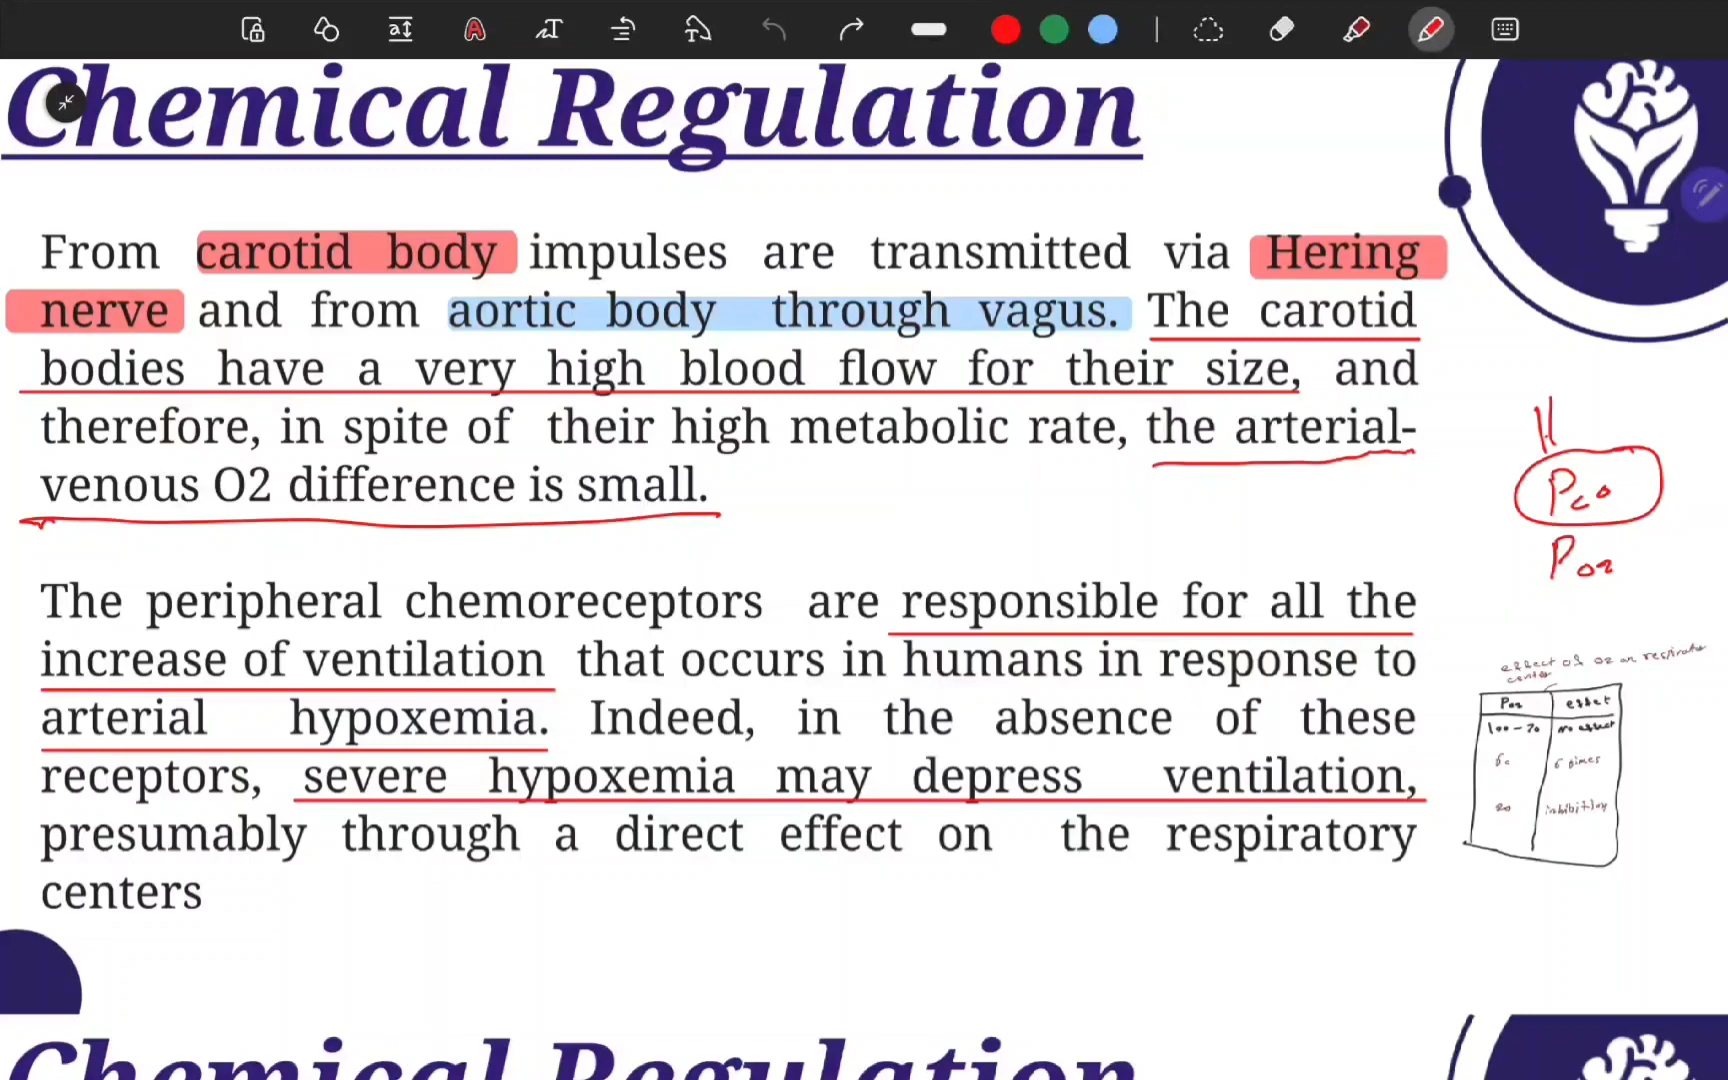 Chemical Regulation
From carotid body impulses are transmitted via Hering
nerve and from aortic body through vagus. The carotid
bodies have a very high blood flow for their size, and
therefore, in spite of their high metabolic rate, the arterial-
venous O2 difference is small.
The peripheral chemoreceptors are responsible for all the
increase of ventilation that occurs in humans in response to
arterial hypoxemia. Indeed, in the absence of these
receptors, severe hypoxemia may depress ventilation,
presumably through a direct effect on the respiratory
centers
H
Pco
Po2
effect of O2 on
center
Po2 effect
100-70 no effect
6 times
20
Chemical Regulation